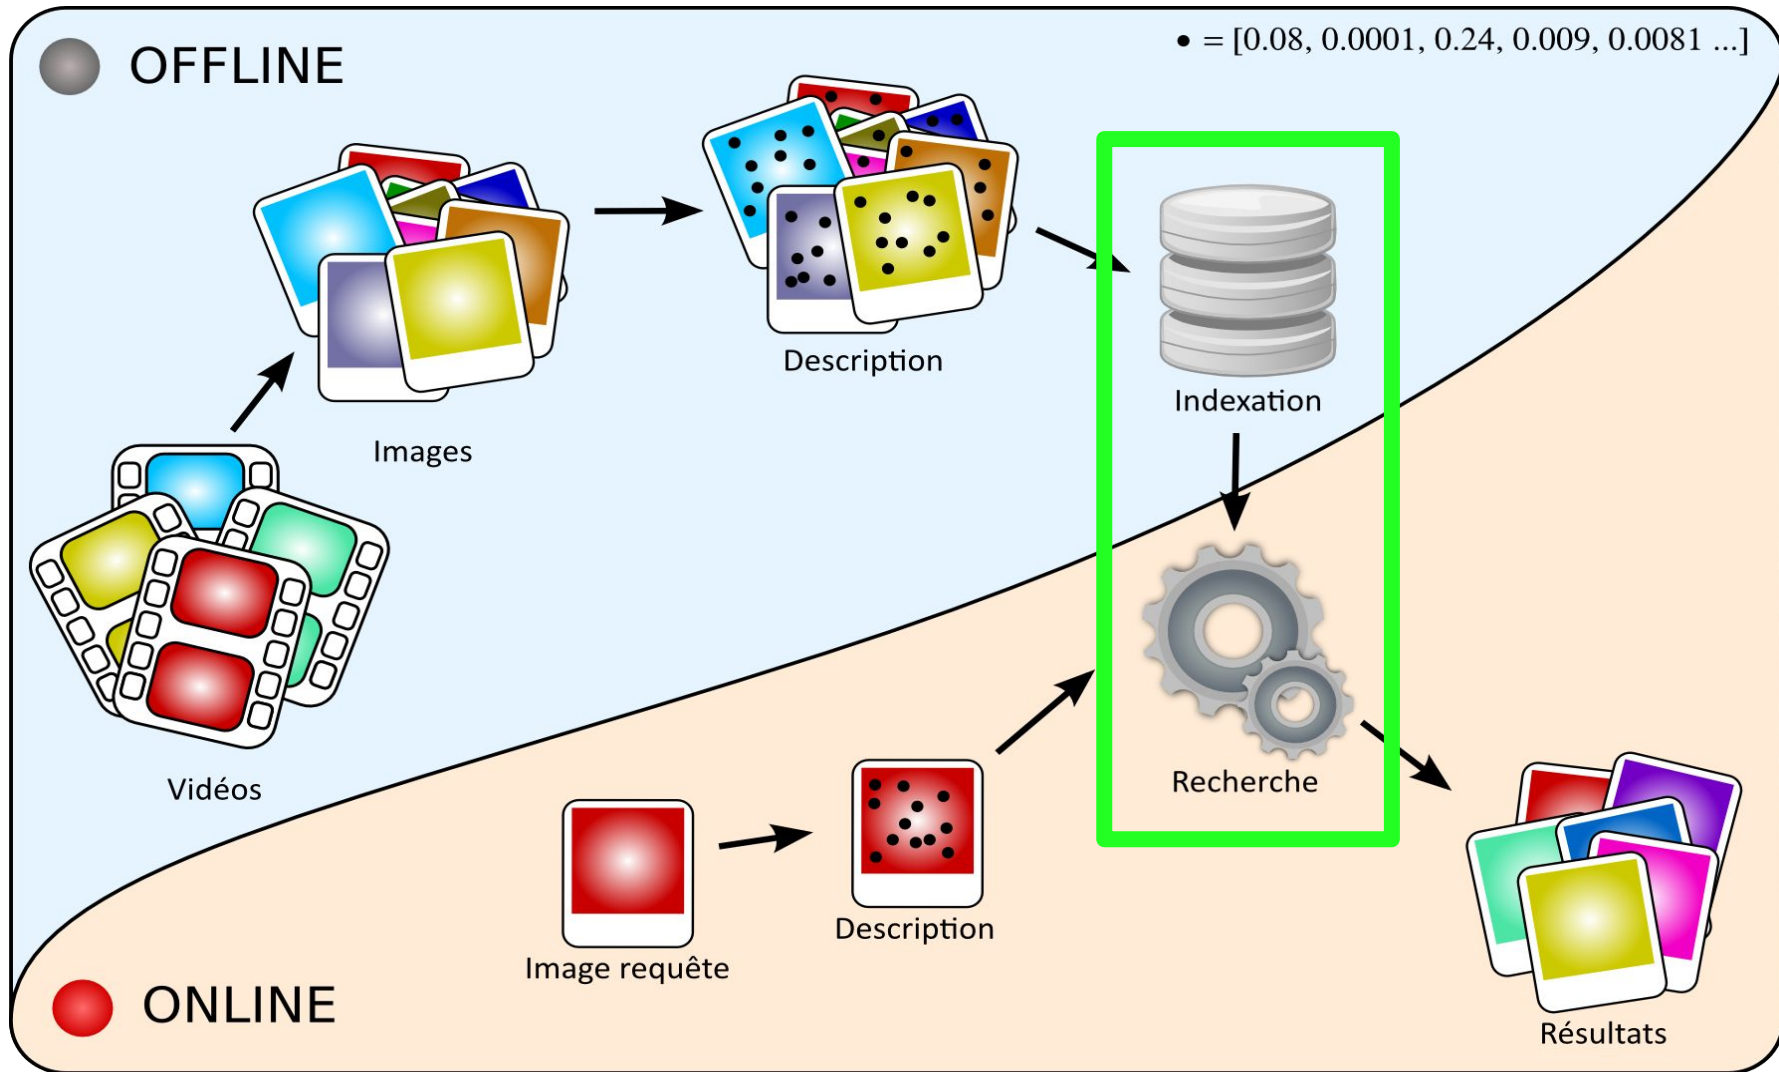 OFFLINE
• = [0.08, 0.0001, 0.24, 0.009, 0.0081 ...]
Description
Indexation
Images
Vidéos
Recherche
Description
Image requête
ONLINE
Résultats